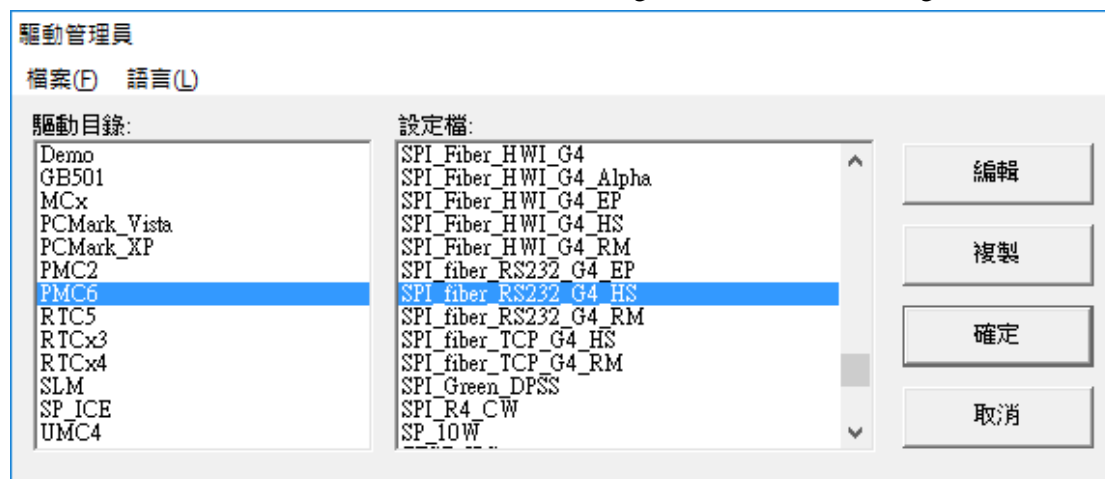 驅動管理員
檔案(F) 語言(L)
驅動目錄:
Demo
GB501
MCx
PCMark_Vista
PCMark_XP
PMC2
PMC6
RTC5
RTCx3
RTCx4
SLM
SP_ICE
UMC4
設定檔:
SPI_Fiber_HWI_G4
SPI_Fiber_HWI_G4_Alpha
SPI_Fiber_HWI_G4_EP
SPI_Fiber_HWI_G4_HS
SPI_Fiber_HWI_G4_RM
SPI_fiber_RS232_G4_EP
SPI_fiber_RS232_G4_HS
SPI_fiber_RS232_G4_RM
SPI_fiber_TCP_G4_HS
SPI_fiber_TCP_G4_RM
SPI_Green_DPSS
SPI_R4_CW
SP_10W
編輯
複製
確定
取消